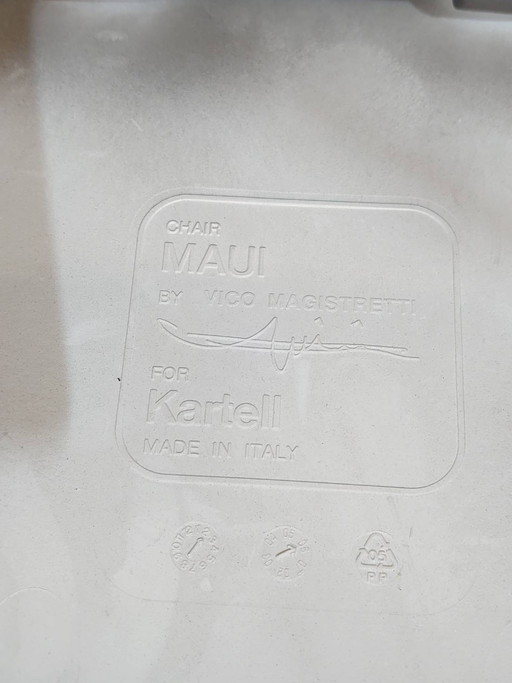 CHAIR
MAUI
BY VICO MAGISTRETTI
FOR
Kartell
MADE IN ITALY
05
PP